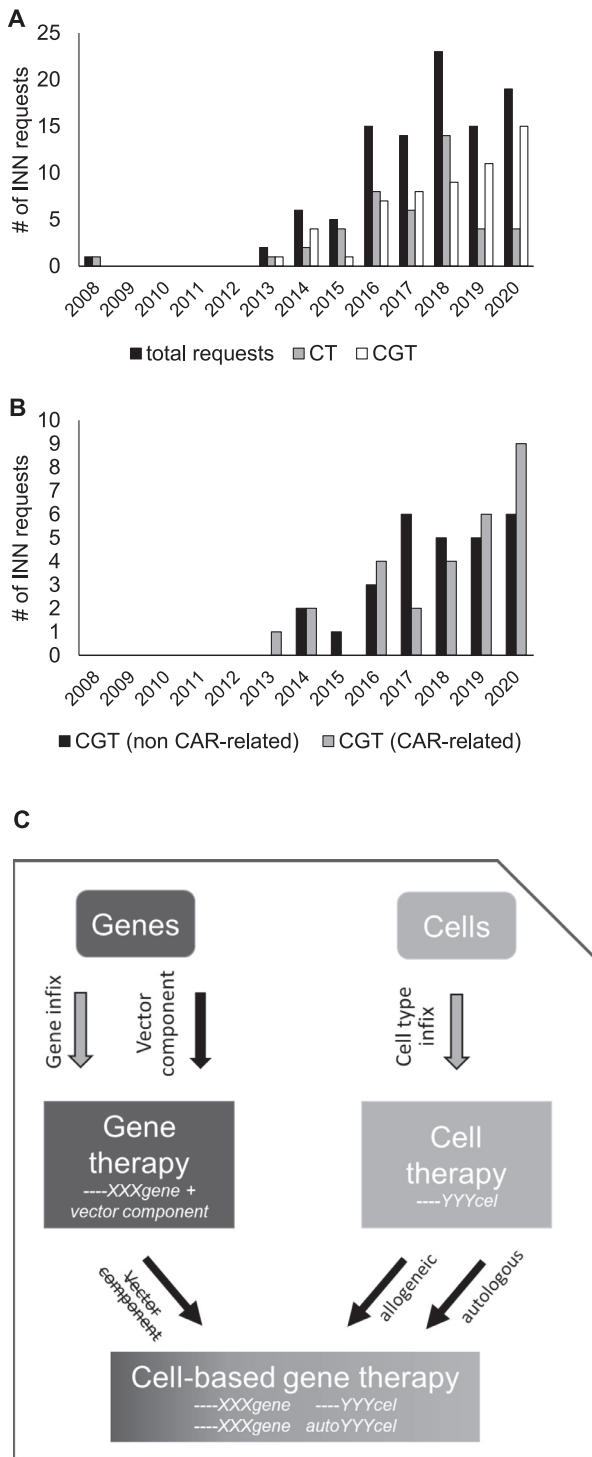 A
# of INN requests
25
20
15
10
5
0
2008
2009
2010
2011
2012
2013
2014
2015
2016
2017
2018
2019
2020
total requests CT CGT
B
# of INN requests
10
9
8
7
6
5
4
3
2
1
0
2008
2009
2010
2011
2012
2013
2014
2015
2016
2017
2018
2019
2020
CGT (non CAR-related) CGT (CAR-related)
C
Genes
Cells
Gene infix
Vector
component
Cell type
infix
Gene
therapy
----XXXgene +
vector component
Cell
therapy
----YYYcel
Vector
component
allogeneic
autologous
Cell-based gene therapy
----XXXgene ----YYYcel
----XXXgene autoYYYcel